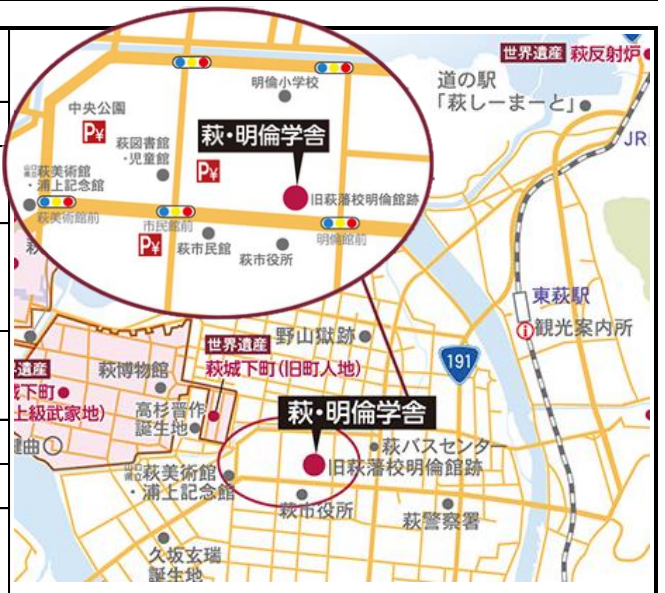 明倫小学校
中央公園
P¥
萩図書館
・児童館
P¥
萩・明倫学舎
萩美術館
・浦上記念館
旧萩藩校明倫館跡
萩美術館前
市民館前
P¥
萩市民館
明倫館前
萩市役所
世界遺産 萩反射炉
道の駅
「萩しーまーと」
JR
東萩駅
観光案内所
191
世界遺産
萩城下町(旧町人地)
野山獄跡
萩博物館
遺産
城下町
上級武家地)
高杉晋作
誕生地
萩・明倫学舎
萩バスセンター
旧萩藩校明倫館跡
萩美術館
・浦上記念館
萩市役所
萩警察署
久坂玄瑞
誕生地